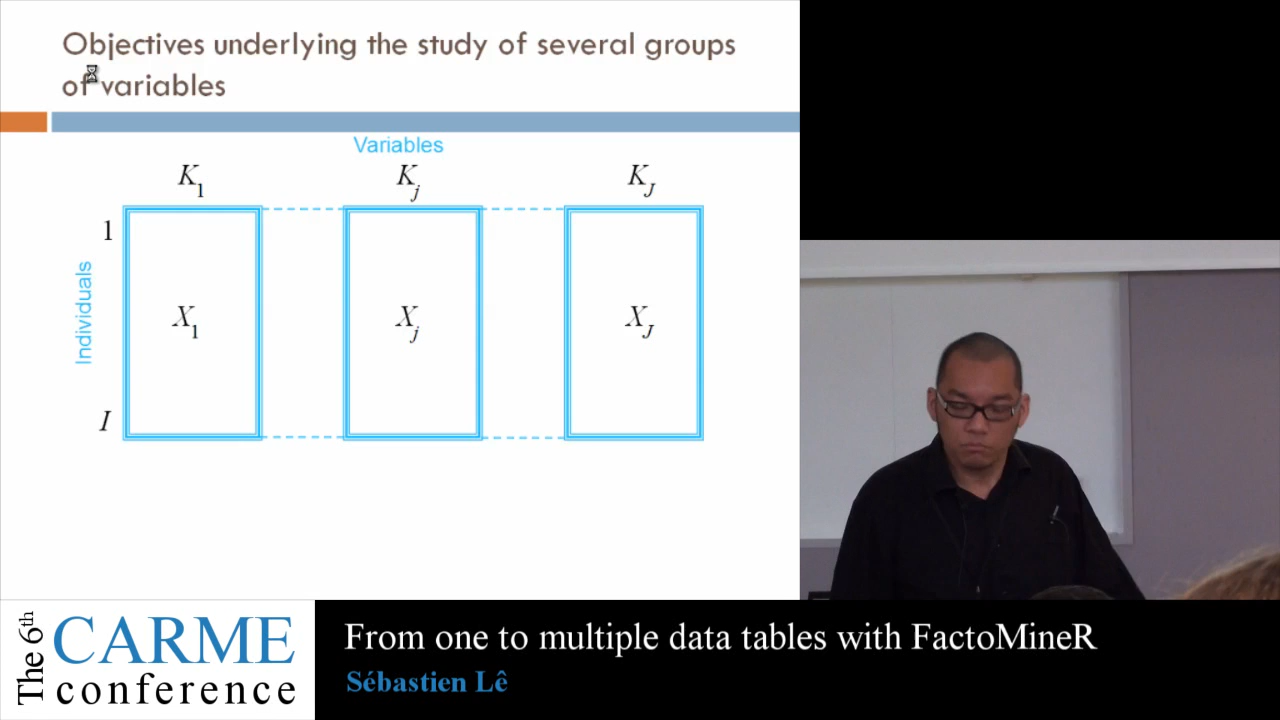 Objectives underlying the study of several groups
of variables
Variables
K1 Kj KJ
1
Individuals
X1 Xj XJ
I
The 6th
CARME
conference
From one to multiple data tables with FactoMineR
Sébastien Lê